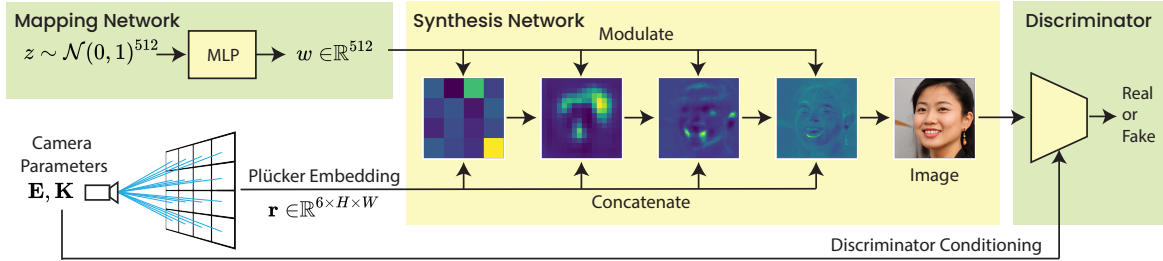 Mapping Network
z ∼ 𝒩(0, 1)^512
MLP
w ∈ ℝ^512
Synthesis Network
Modulate
Discriminator
Real
or
Fake
Camera
Parameters
E, K
Plücker Embedding
r ∈ ℝ^{6×H×W}
Concatenate
Image
Discriminator Conditioning